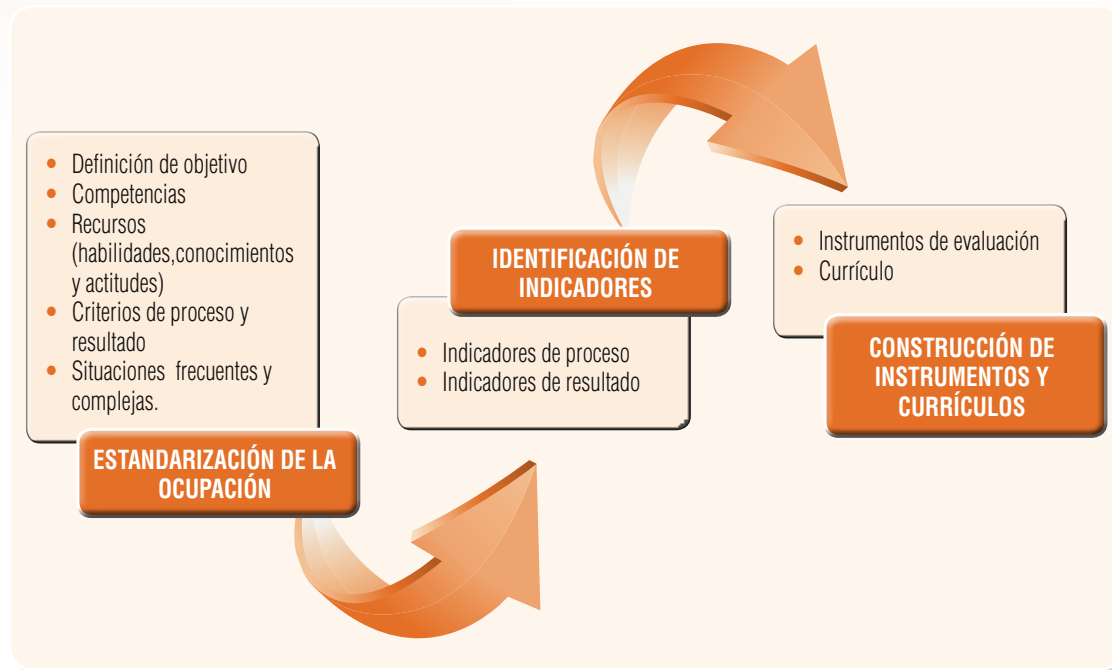 • Definición de objetivo
• Competencias
• Recursos
(habilidades,conocimientos
y actitudes)
• Criterios de proceso y
resultado
• Situaciones frecuentes y
complejas.
ESTANDARIZACIÓN DE LA
OCUPACIÓN
IDENTIFICACIÓN DE
INDICADORES
• Indicadores de proceso
• Indicadores de resultado
• Instrumentos de evaluación
• Currículo
CONSTRUCCIÓN DE
INSTRUMENTOS Y
CURRÍCULOS